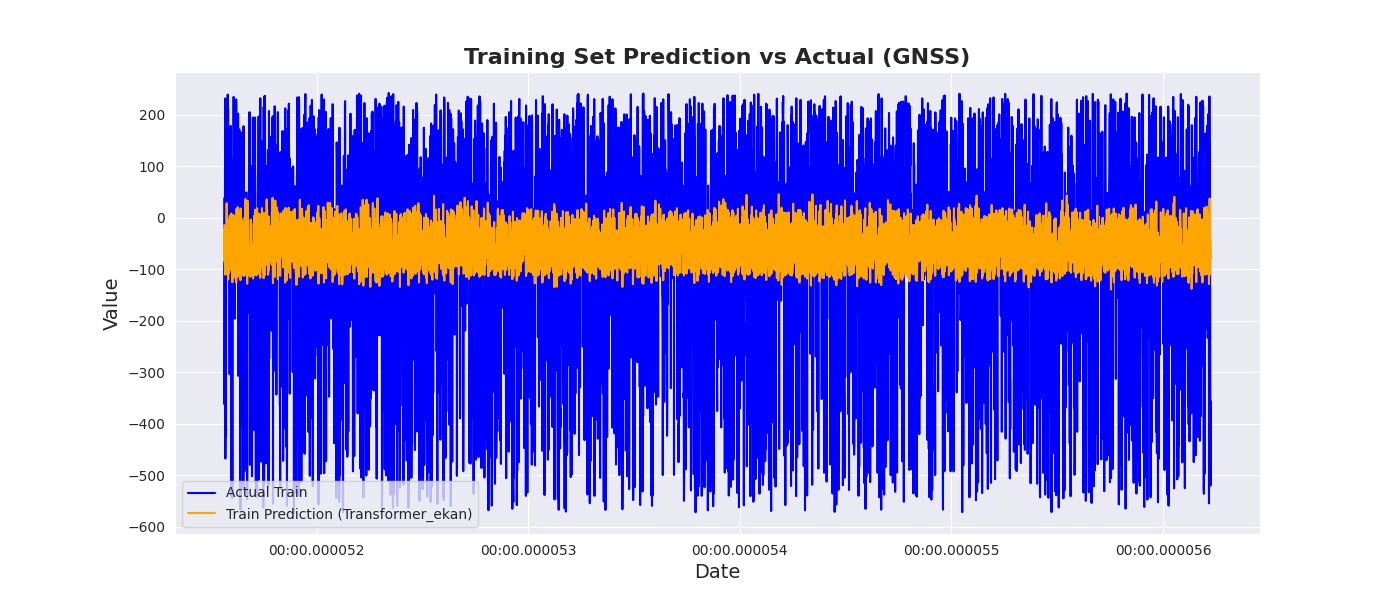 Training Set Prediction vs Actual (GNSS)
Value
200
100
0
−100
−200
−300
−400
−500
−600
Actual Train
Train Prediction (Transformer_ekan)
00:00.000052 00:00.000053 00:00.000054 00:00.000055 00:00.000056
Date